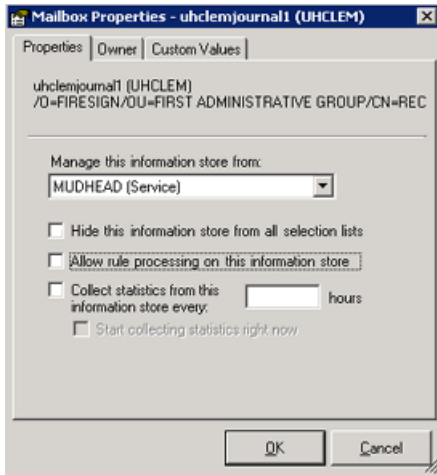 Mailbox Properties - uhclemjournal1 (UHCLEM)
Properties Owner Custom Values
uhclemjournal1 (UHCLEM)
/O=FIRESIGN/OU=FIRST ADMINISTRATIVE GROUP/CN=REC
Manage this information store from:
MUDHEAD (Service)
Hide this information store from all selection lists
Allow rule processing on this information store
Collect statistics from this
information store every: hours
Start collecting statistics right now
OK Cancel